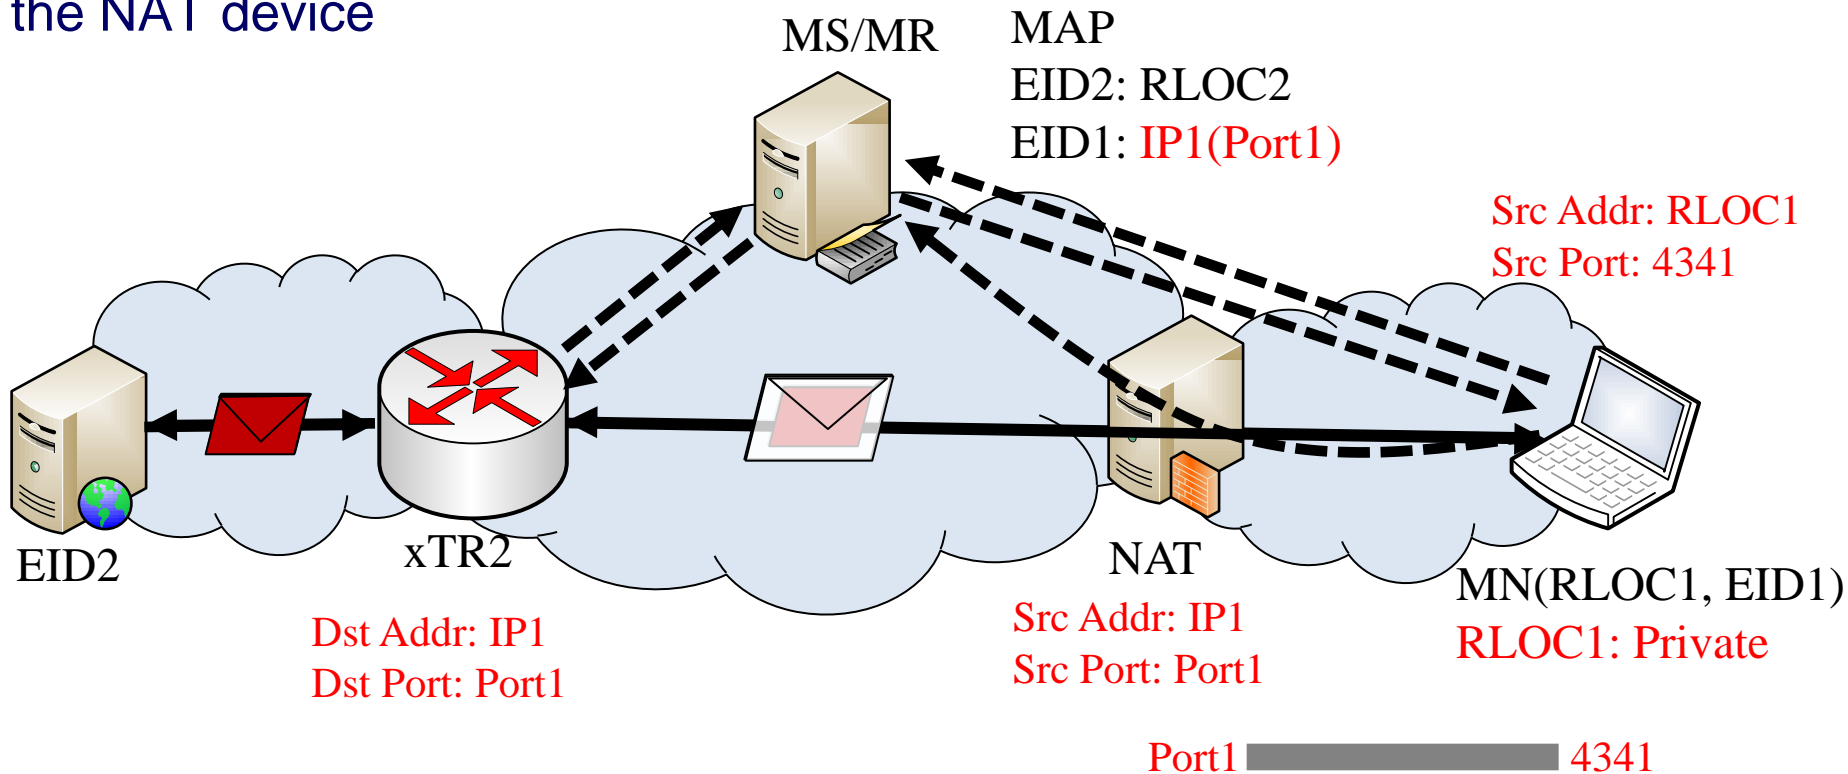 the NAT device
MS/MR
MAP
EID2: RLOC2
EID1: IP1(Port1)
Src Addr: RLOC1
Src Port: 4341
EID2
xTR2
NAT
MN(RLOC1, EID1)
RLOC1: Private
Dst Addr: IP1
Dst Port: Port1
Src Addr: IP1
Src Port: Port1
Port1 4341